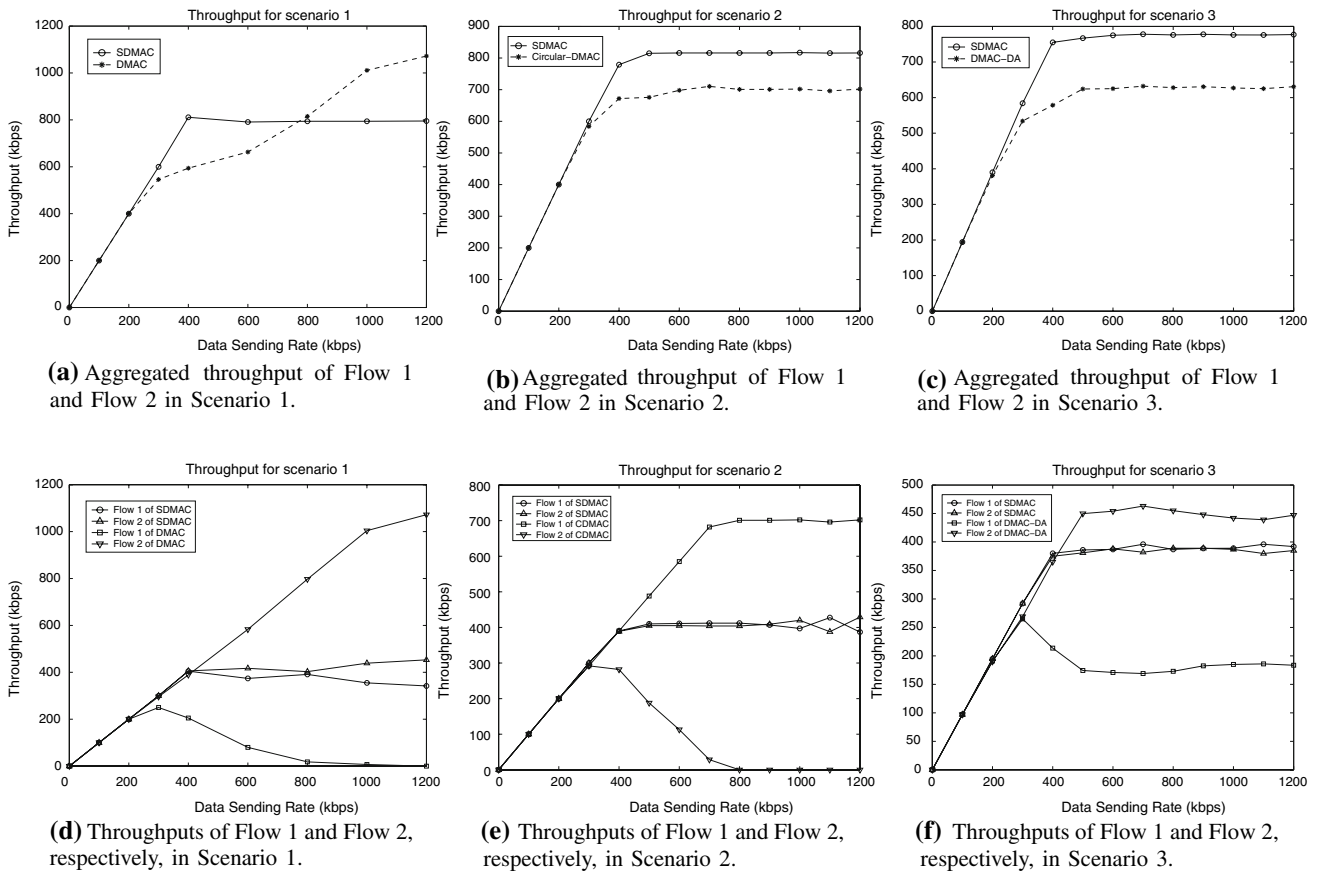 Throughput for scenario 1
1200
1000
800
600
400
200
0
Throughput (kbps)
SDMAC
DMAC
0 200 400 600 800 1000 1200
Data Sending Rate (kbps)
(a) Aggregated throughput of Flow 1
and Flow 2 in Scenario 1.
Throughput for scenario 2
900
800
700
600
500
400
300
200
100
0
Throughput (kbps)
SDMAC
Circular-DMAC
0 200 400 600 800 1000 1200
Data Sending Rate (kbps)
(b) Aggregated throughput of Flow 1
and Flow 2 in Scenario 2.
Throughput for scenario 3
800
700
600
500
400
300
200
100
0
Throughput (kbps)
SDMAC
DMAC-DA
0 200 400 600 800 1000 1200
Data Sending Rate (kbps)
(c) Aggregated throughput of Flow 1
and Flow 2 in Scenario 3.
Throughput for scenario 1
1200
1000
800
600
400
200
0
Throughput (kbps)
Flow 1 of SDMAC
Flow 2 of SDMAC
Flow 1 of DMAC
Flow 2 of DMAC
0 200 400 600 800 1000 1200
Data Sending Rate (kbps)
(d) Throughputs of Flow 1 and Flow 2,
respectively, in Scenario 1.
Throughput for scenario 2
800
700
600
500
400
300
200
100
0
Throughput (kbps)
Flow 1 of SDMAC
Flow 2 of SDMAC
Flow 1 of CDMAC
Flow 2 of CDMAC
0 200 400 600 800 1000 1200
Data Sending Rate (kbps)
(e) Throughputs of Flow 1 and Flow 2,
respectively, in Scenario 2.
Throughput for scenario 3
500
450
400
350
300
250
200
150
100
50
0
Throughput (kbps)
Flow 1 of SDMAC
Flow 2 of SDMAC
Flow 1 of DMAC-DA
Flow 2 of DMAC-DA
0 200 400 600 800 1000 1200
Data Sending Rate (kbps)
(f) Throughputs of Flow 1 and Flow 2,
respectively, in Scenario 3.